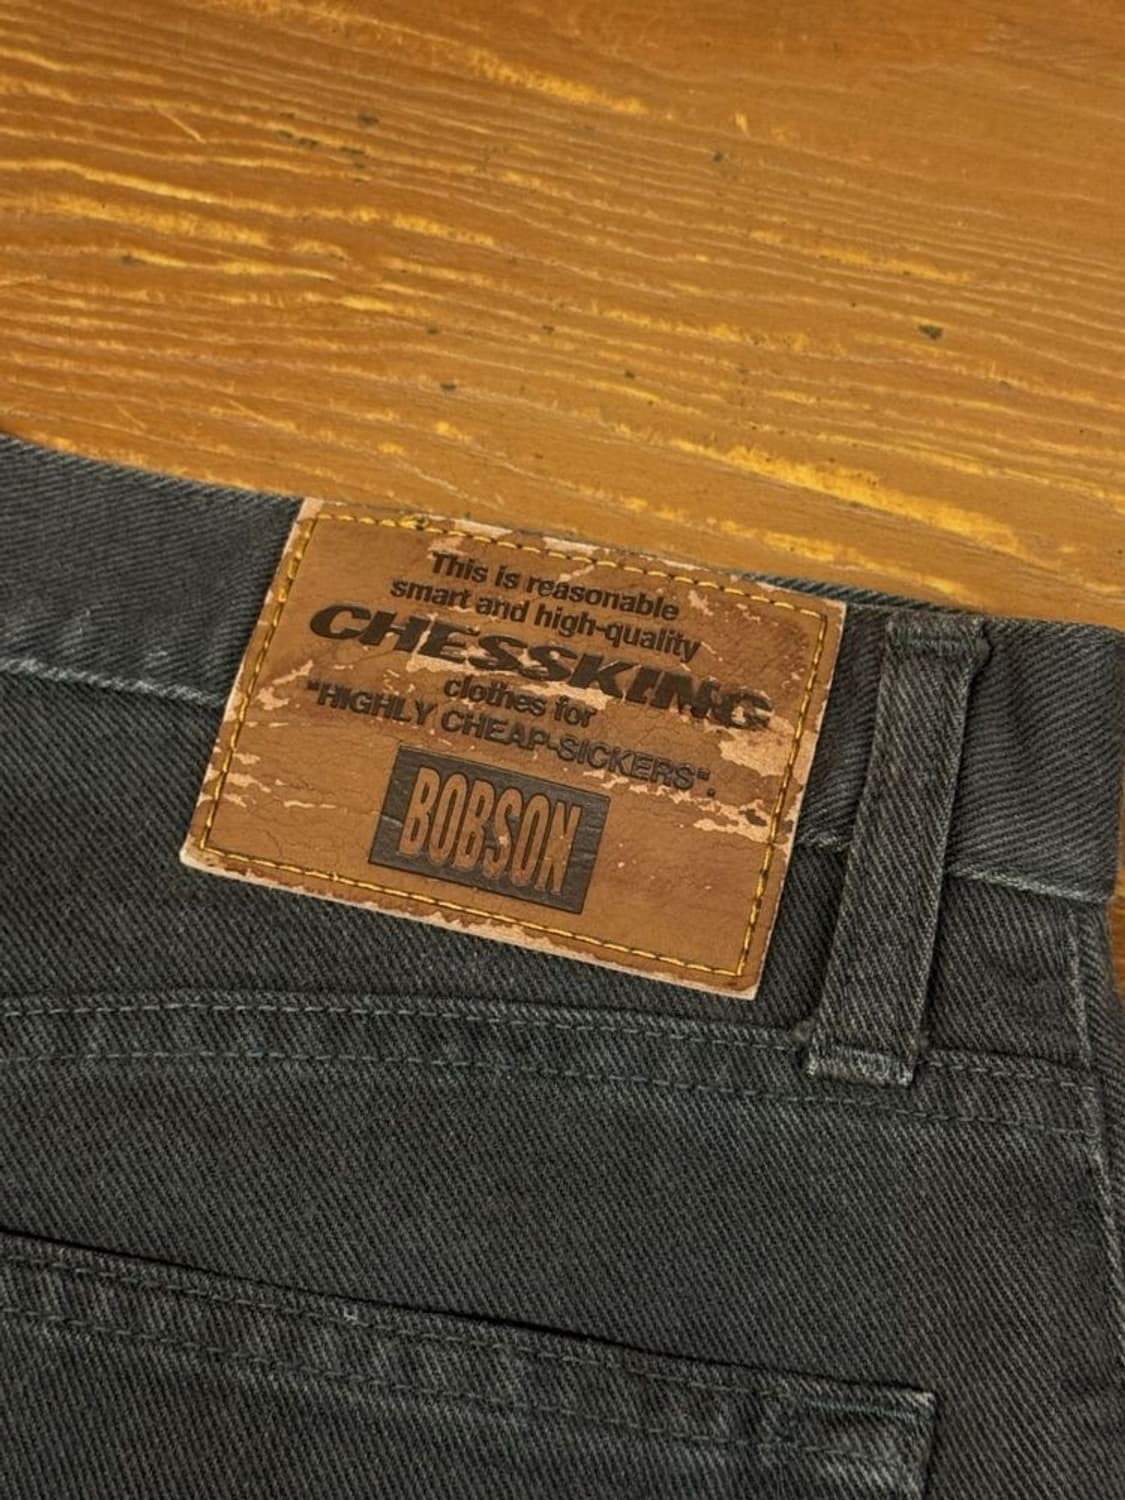 This is reasonable
smart and high-quality
CHESSKING
clothes for
"HIGHLY CHEAP-SICKERS".
BOBSON